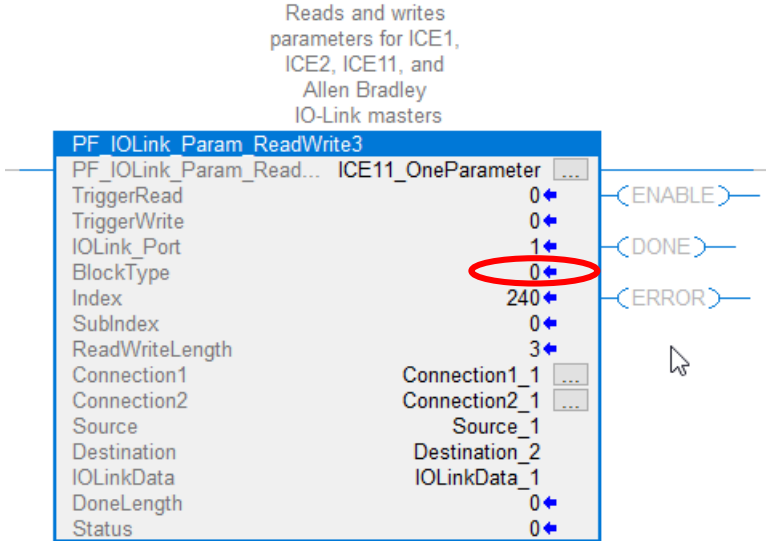 Reads and writes
parameters for ICE1,
ICE2, ICE11, and
Allen Bradley
IO-Link masters
PF_IOLink_Param_ReadWrite3
PF_IOLink_Param_Read... ICE11_OneParameter ...
TriggerRead 0
(ENABLE)
TriggerWrite 0
IOLink_Port 1
(DONE)
BlockType 0
Index 240
(ERROR)
SubIndex 0
ReadWriteLength 3
Connection1 Connection1_1 ...
Connection2 Connection2_1 ...
Source Source_1
Destination Destination_2
IOLinkData IOLinkData_1
DoneLength 0
Status 0